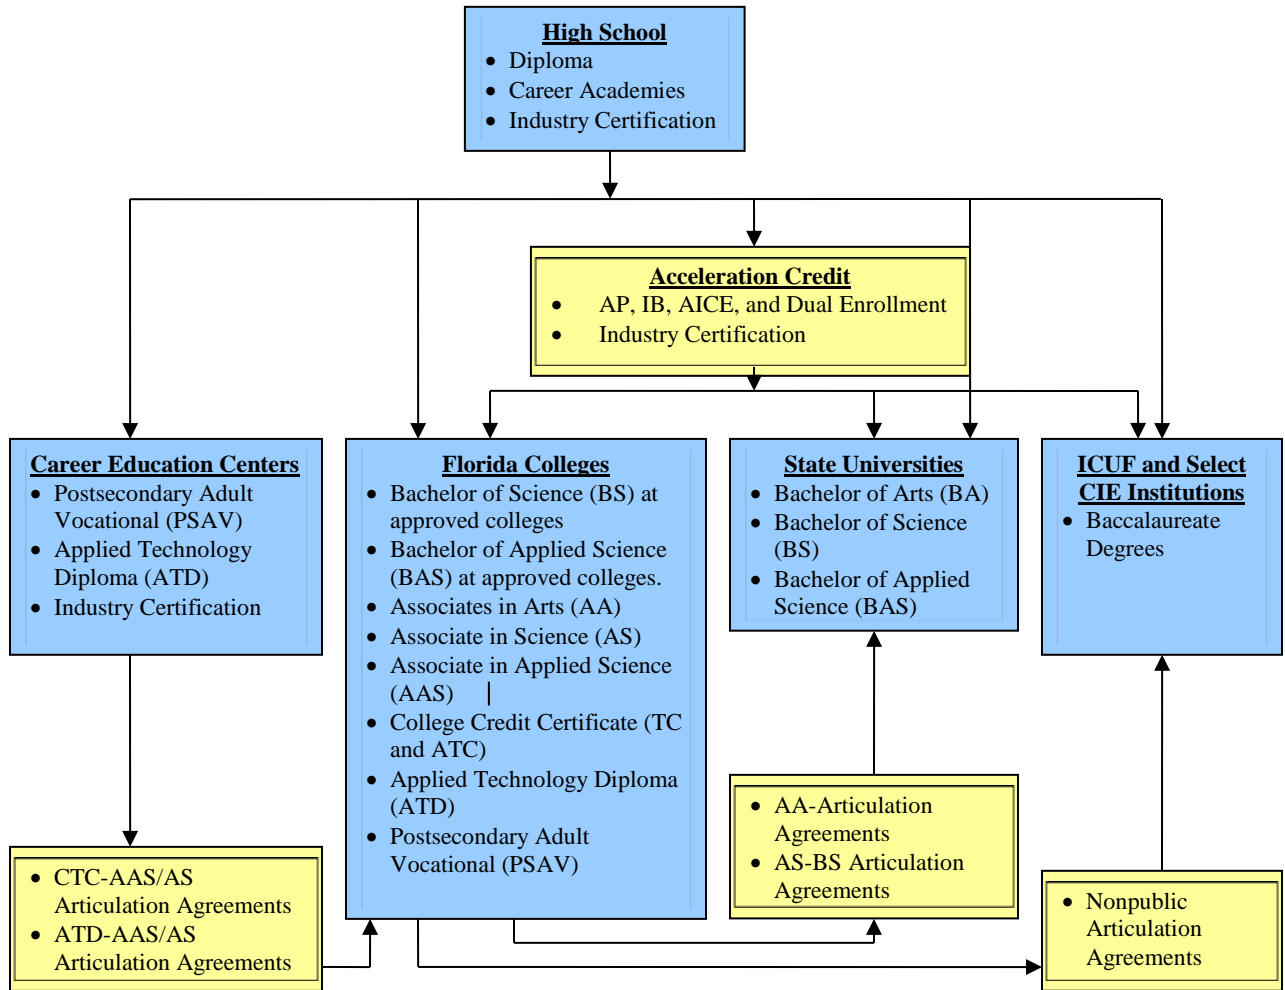 High School
• Diploma
• Career Academies
• Industry Certification
Acceleration Credit
• AP, IB, AICE, and Dual Enrollment
• Industry Certification
Career Education Centers
• Postsecondary Adult
Vocational (PSAV)
• Applied Technology
Diploma (ATD)
• Industry Certification
Florida Colleges
• Bachelor of Science (BS) at
approved colleges
• Bachelor of Applied Science
(BAS) at approved colleges.
• Associates in Arts (AA)
• Associate in Science (AS)
• Associate in Applied Science
(AAS)
• College Credit Certificate (TC
and ATC)
• Applied Technology Diploma
(ATD)
• Postsecondary Adult
Vocational (PSAV)
State Universities
• Bachelor of Arts (BA)
• Bachelor of Science
(BS)
• Bachelor of Applied
Science (BAS)
ICUF and Select
CIE Institutions
• Baccalaureate
Degrees
• CTC-AAS/AS
Articulation Agreements
• ATD-AAS/AS
Articulation Agreements
• AA-Articulation
Agreements
• AS-BS Articulation
Agreements
• Nonpublic
Articulation
Agreements